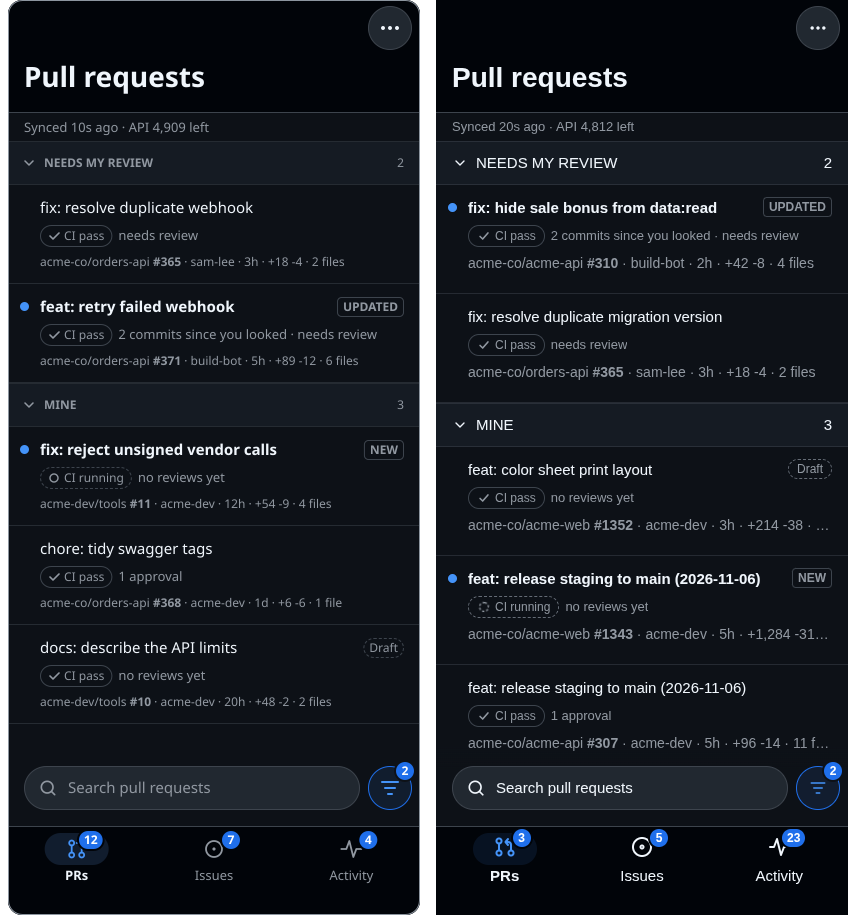 Pull requests
Synced 10s ago · API 4,909 left
NEEDS MY REVIEW 2
fix: resolve duplicate webhook
CI pass needs review
acme-co/orders-api #365 · sam-lee · 3h · +18 -4 · 2 files
feat: retry failed webhook UPDATED
CI pass 2 commits since you looked · needs review
acme-co/orders-api #371 · build-bot · 5h · +89 -12 · 6 files
MINE 3
fix: reject unsigned vendor calls NEW
CI running no reviews yet
acme-dev/tools #11 · acme-dev · 12h · +54 -9 · 4 files
chore: tidy swagger tags
CI pass 1 approval
acme-co/orders-api #368 · acme-dev · 1d · +6 -6 · 1 file
docs: describe the API limits Draft
CI pass no reviews yet
acme-dev/tools #10 · acme-dev · 20h · +48 -2 · 2 files
Search pull requests 2
12 7 4
PRs Issues Activity
Pull requests
Synced 20s ago · API 4,812 left
NEEDS MY REVIEW 2
fix: hide sale bonus from data:read UPDATED
CI pass 2 commits since you looked · needs review
acme-co/acme-api #310 · build-bot · 2h · +42 -8 · 4 files
fix: resolve duplicate migration version
CI pass needs review
acme-co/orders-api #365 · sam-lee · 3h · +18 -4 · 2 files
MINE 3
feat: color sheet print layout Draft
CI pass no reviews yet
acme-co/acme-web #1352 · acme-dev · 3h · +214 -38 · …
feat: release staging to main (2026-11-06) NEW
CI running no reviews yet
acme-co/acme-web #1343 · acme-dev · 5h · +1,284 -31…
feat: release staging to main (2026-11-06)
CI pass 1 approval
acme-co/acme-api #307 · acme-dev · 5h · +96 -14 · 11 f…
Search pull requests 2
3 5 23
PRs Issues Activity